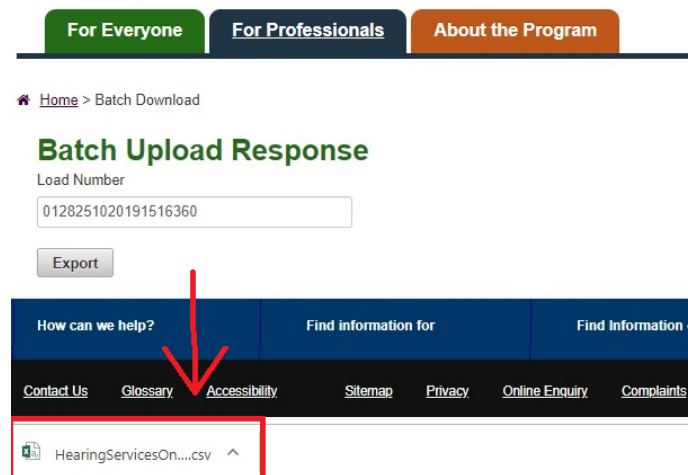 For Everyone For Professionals About the Program
Home > Batch Download
Batch Upload Response
Load Number
0128251020191516360
Export
How can we help? Find information for Find Information
Contact Us Glossary Accessibility Sitemap Privacy Online Enquiry Complaints
HearingServicesOn....csv